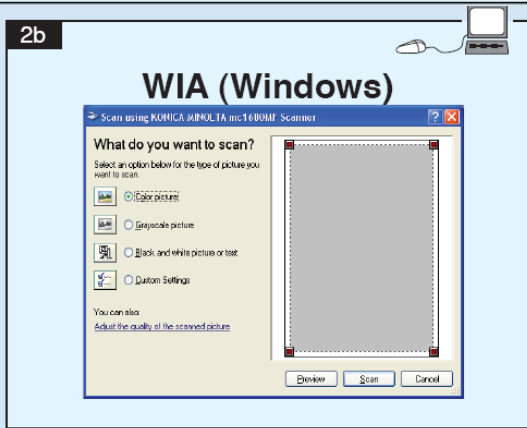 2b
WIA (Windows)
Scan using KONICA MINOLTA mc1680MF Scanner
What do you want to scan?
Select an option below for the type of picture you
want to scan.
Color picture
Grayscale picture
Black and white picture or text
Custom Settings
You can also:
Adjust the quality of the scanned picture
Preview
Scan
Cancel